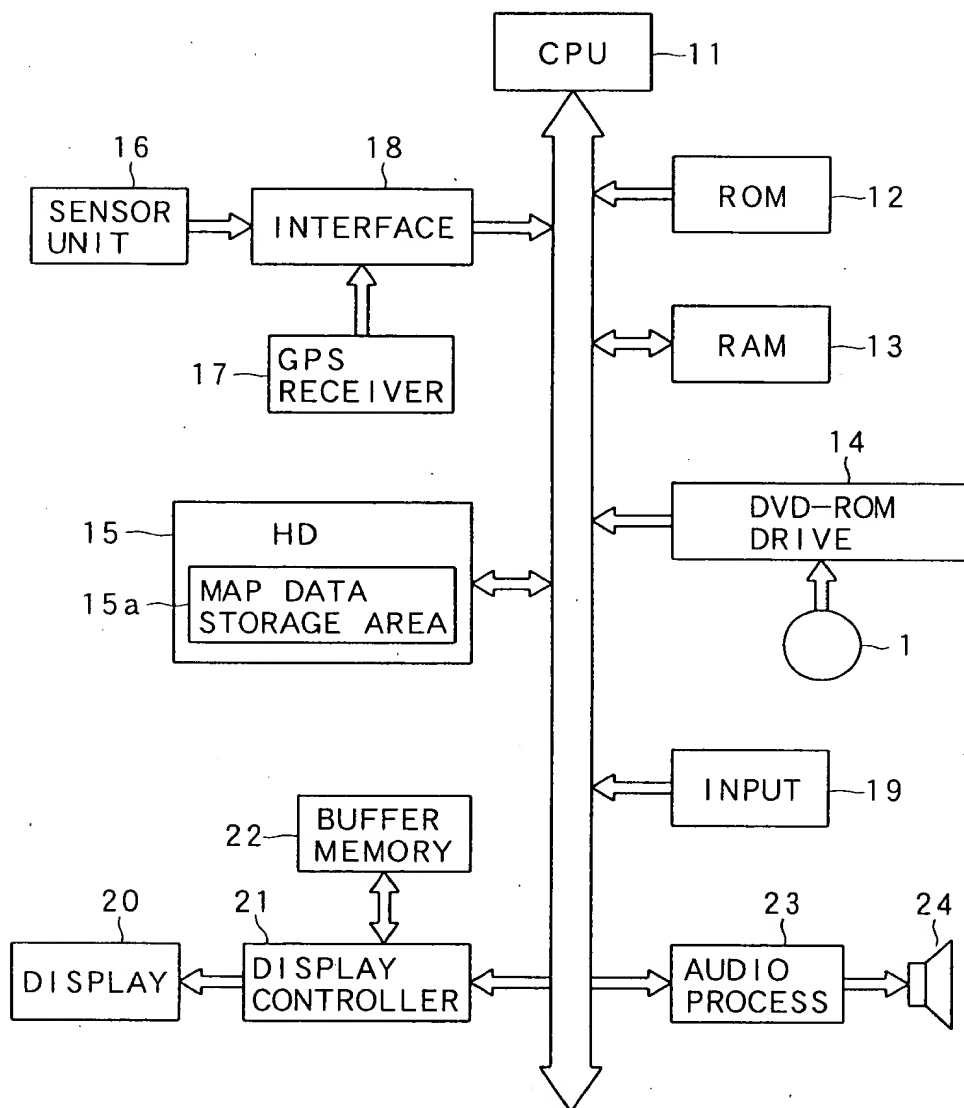 CPU
11
16
SENSOR
UNIT
18
INTERFACE
ROM
12
17
GPS
RECEIVER
RAM
13
14
DVD-ROM
DRIVE
1
15
HD
15a
MAP DATA
STORAGE AREA
INPUT
19
22
BUFFER
MEMORY
20
DISPLAY
21
DISPLAY
CONTROLLER
23
AUDIO
PROCESS
24